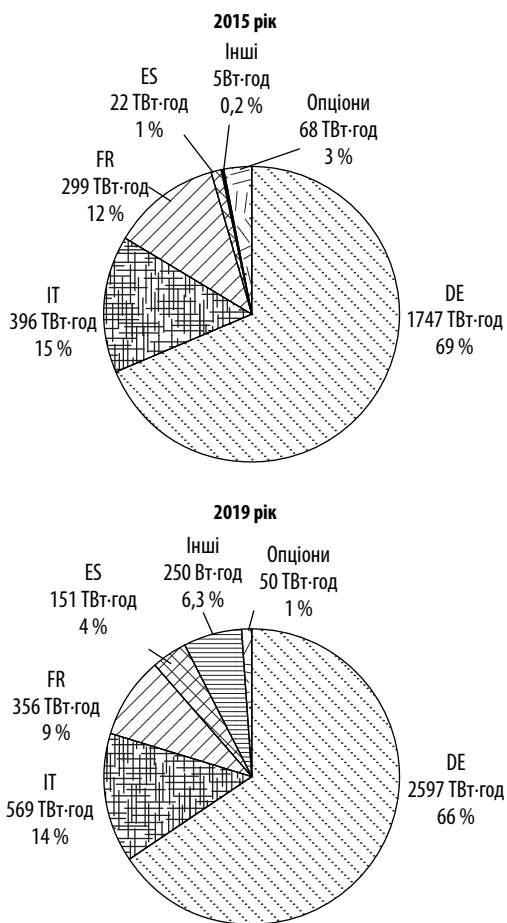 2015 рік
Інші
5Вт·год
0,2 %
ES
22 ТВт·год
1 %
Опціони
68 ТВт·год
3 %
FR
299 ТВт·год
12 %
IT
396 ТВт·год
15 %
DE
1747 ТВт·год
69 %
2019 рік
Інші
250 Вт·год
6,3 %
Опціони
50 ТВт·год
1 %
ES
151 ТВт·год
4 %
FR
356 ТВт·год
9 %
IT
569 ТВт·год
14 %
DE
2597 ТВт·год
66 %